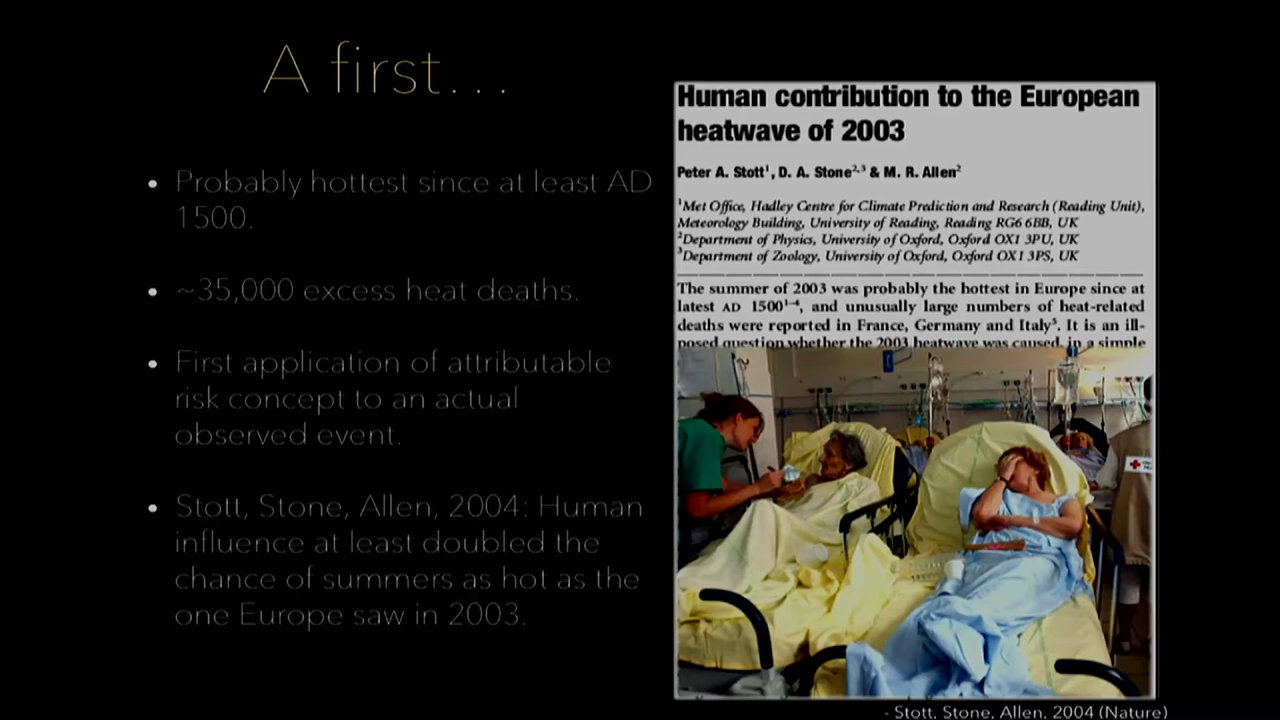 A first...
• Probably hottest since at least AD
1500.
• ~35,000 excess heat deaths.
• First application of attributable
risk concept to an actual
observed event.
• Stott, Stone, Allen, 2004: Human
influence at least doubled the
chance of summers as hot as the
one Europe saw in 2003.
Human contribution to the European
heatwave of 2003
Peter A. Stott¹, D. A. Stone²,³ & M. R. Allen²
¹Met Office, Hadley Centre for Climate Prediction and Research (Reading Unit),
Meteorology Building, University of Reading, Reading RG6 6BB, UK
²Department of Physics, University of Oxford, Oxford OX1 3PU, UK
³Department of Zoology, University of Oxford, Oxford OX1 3PS, UK
The summer of 2003 was probably the hottest in Europe since at
latest AD 1500¹⁻⁴, and unusually large numbers of heat-related
deaths were reported in France, Germany and Italy⁵. It is an ill-
posed question whether the 2003 heatwave was caused, in a simple
- Stott, Stone, Allen, 2004 (Nature)